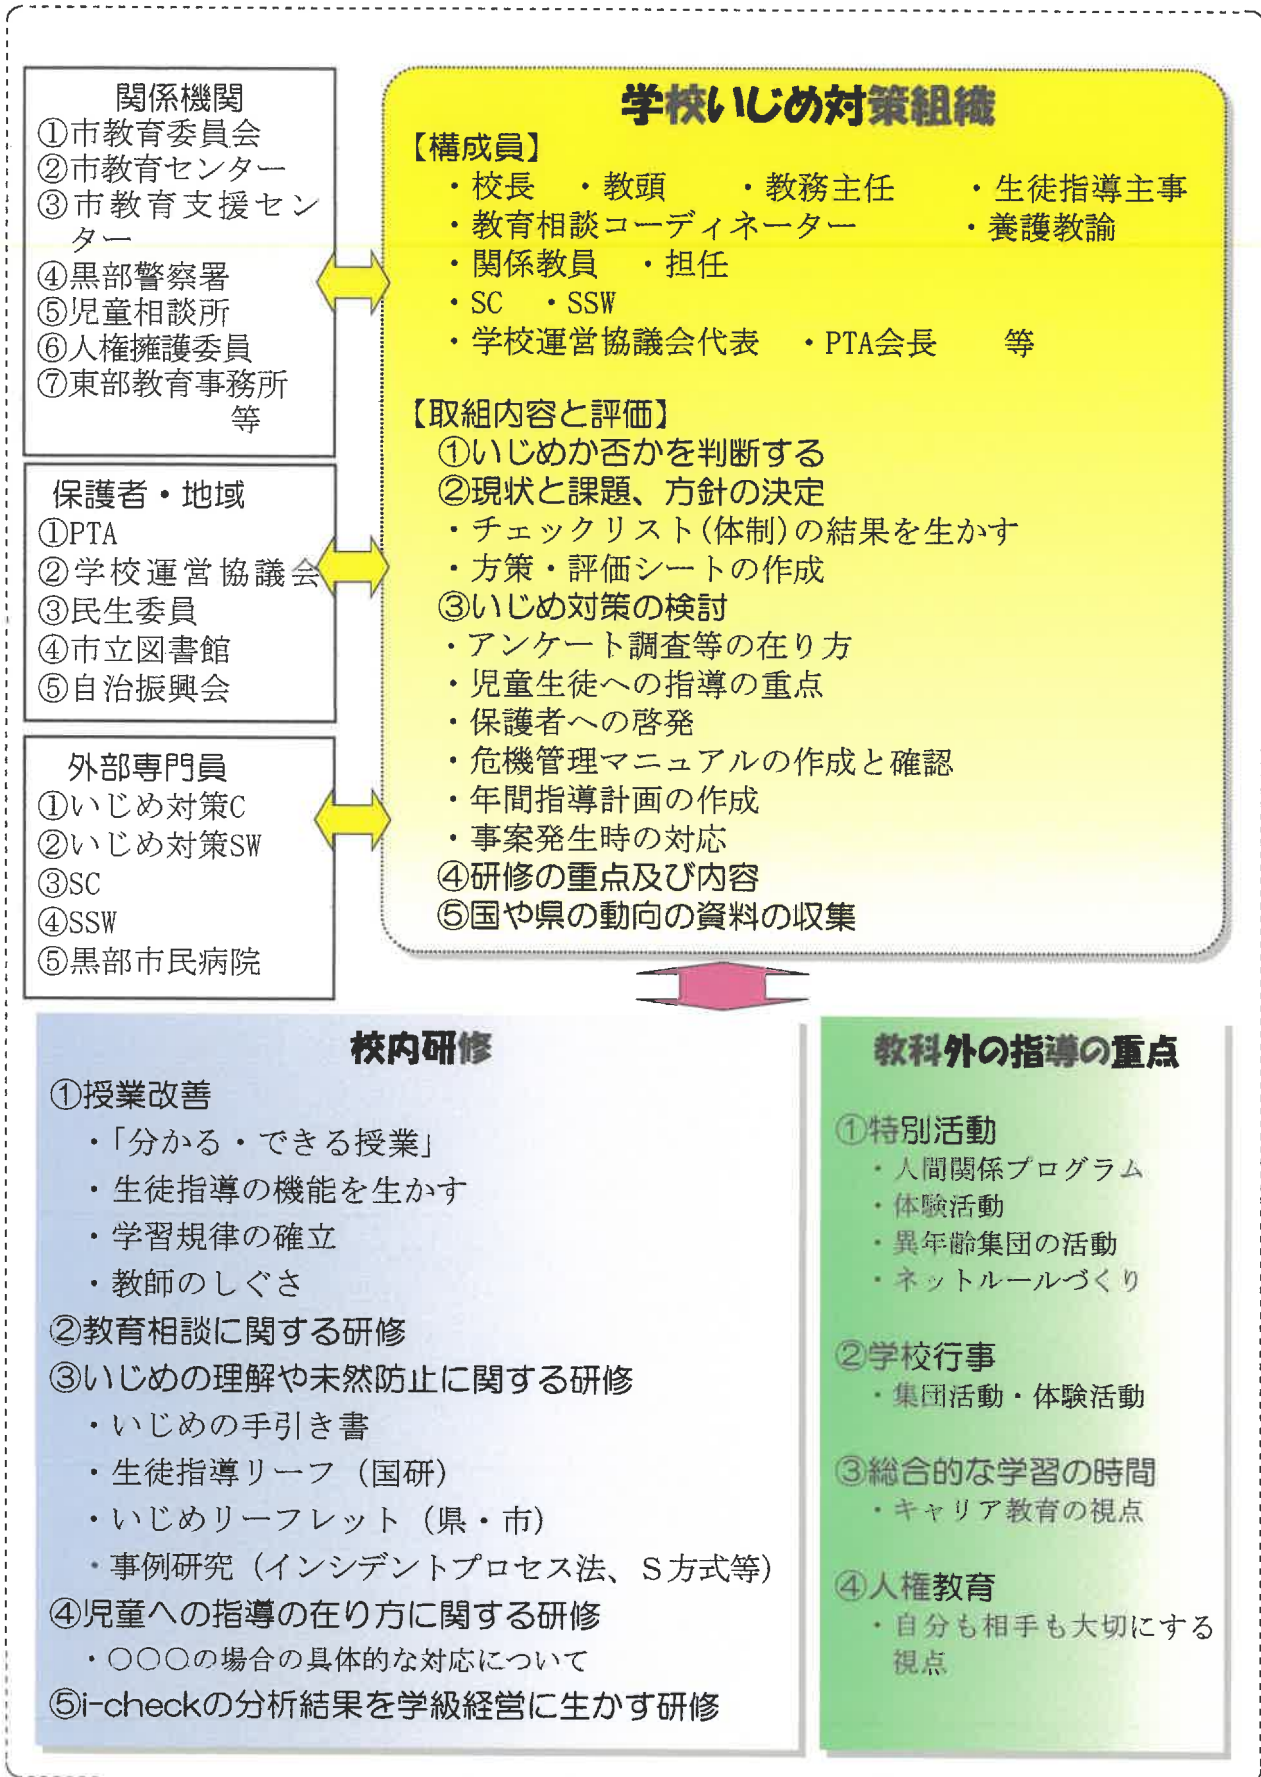 関係機関
①市教育委員会
②市教育センター
③市教育支援セン
ター
④黒部警察署
⑤児童相談所
⑥人権擁護委員
⑦東部教育事務所
等
保護者・地域
①PTA
②学校運営協議会
③民生委員
④市立図書館
⑤自治振興会
外部専門員
①いじめ対策C
②いじめ対策SW
③SC
④SSW
⑤黒部市民病院
学校いじめ対策組織
【構成員】
・校長　・教頭　　・教務主任　　・生徒指導主事
・教育相談コーディネーター　　　・養護教諭
・関係教員　・担任
・SC　・SSW
・学校運営協議会代表　・PTA会長　　等
【取組内容と評価】
①いじめか否かを判断する
②現状と課題、方針の決定
・チェックリスト(体制)の結果を生かす
・方策・評価シートの作成
③いじめ対策の検討
・アンケート調査等の在り方
・児童生徒への指導の重点
・保護者への啓発
・危機管理マニュアルの作成と確認
・年間指導計画の作成
・事案発生時の対応
④研修の重点及び内容
⑤国や県の動向の資料の収集
校内研修
①授業改善
・「分かる・できる授業」
・生徒指導の機能を生かす
・学習規律の確立
・教師のしぐさ
②教育相談に関する研修
③いじめの理解や未然防止に関する研修
・いじめの手引き書
・生徒指導リーフ（国研）
・いじめリーフレット（県・市）
・事例研究（インシデントプロセス法、Ｓ方式等）
④児童への指導の在り方に関する研修
・〇〇〇の場合の具体的な対応について
⑤i-checkの分析結果を学級経営に生かす研修
教科外の指導の重点
①特別活動
・人間関係プログラム
・体験活動
・異年齢集団の活動
・ネットルールづくり
②学校行事
・集団活動・体験活動
③総合的な学習の時間
・キャリア教育の視点
④人権教育
・自分も相手も大切にする
視点